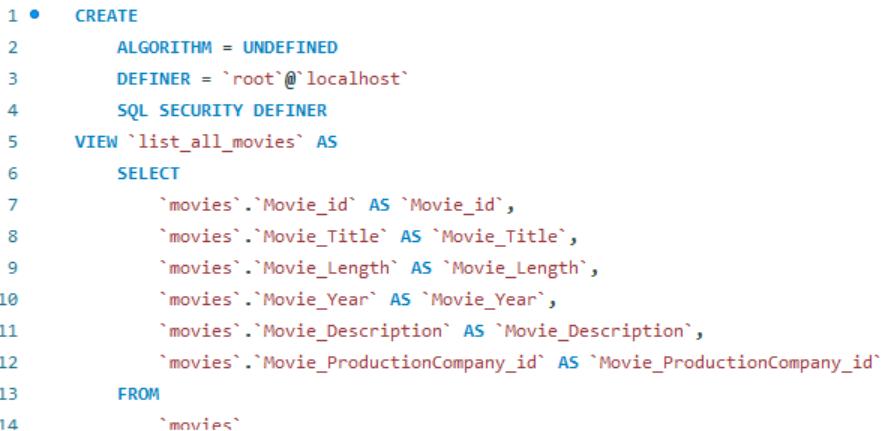 1 CREATE
2 ALGORITHM = UNDEFINED
3 DEFINER = `root`@`localhost`
4 SQL SECURITY DEFINER
5 VIEW `list_all_movies` AS
6 SELECT
7 `movies`.`Movie_id` AS `Movie_id`,
8 `movies`.`Movie_Title` AS `Movie_Title`,
9 `movies`.`Movie_Length` AS `Movie_Length`,
10 `movies`.`Movie_Year` AS `Movie_Year`,
11 `movies`.`Movie_Description` AS `Movie_Description`,
12 `movies`.`Movie_ProductionCompany_id` AS `Movie_ProductionCompany_id`
13 FROM
14 `movies`